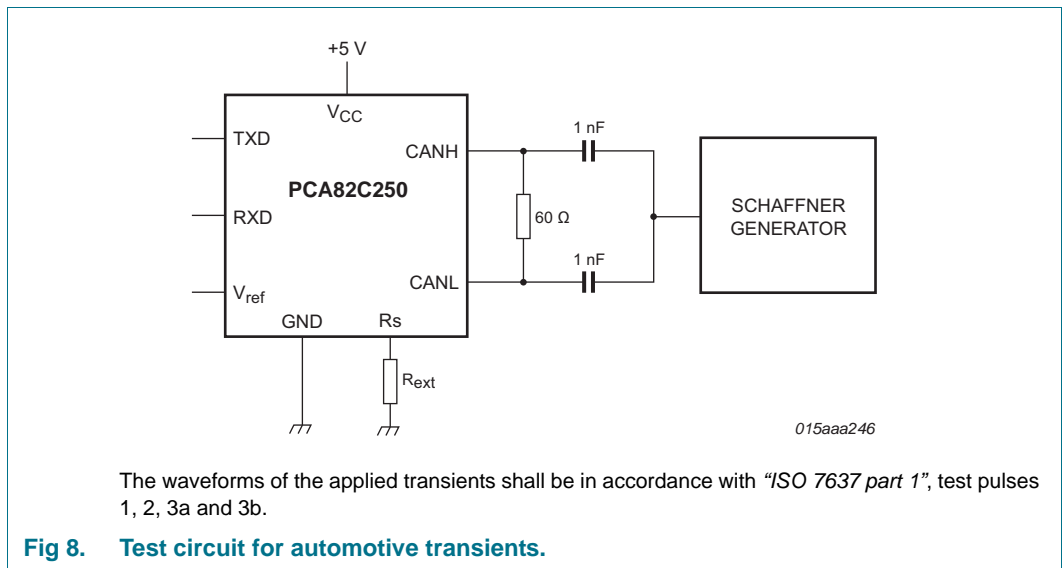 +5 V
VCC
TXD
CANH
1 nF
PCA82C250
RXD
60 Ω
SCHAFFNER
GENERATOR
1 nF
CANL
Vref
GND
Rs
Rext
015aaa246
The waveforms of the applied transients shall be in accordance with "ISO 7637 part 1", test pulses
1, 2, 3a and 3b.
Fig 8. Test circuit for automotive transients.